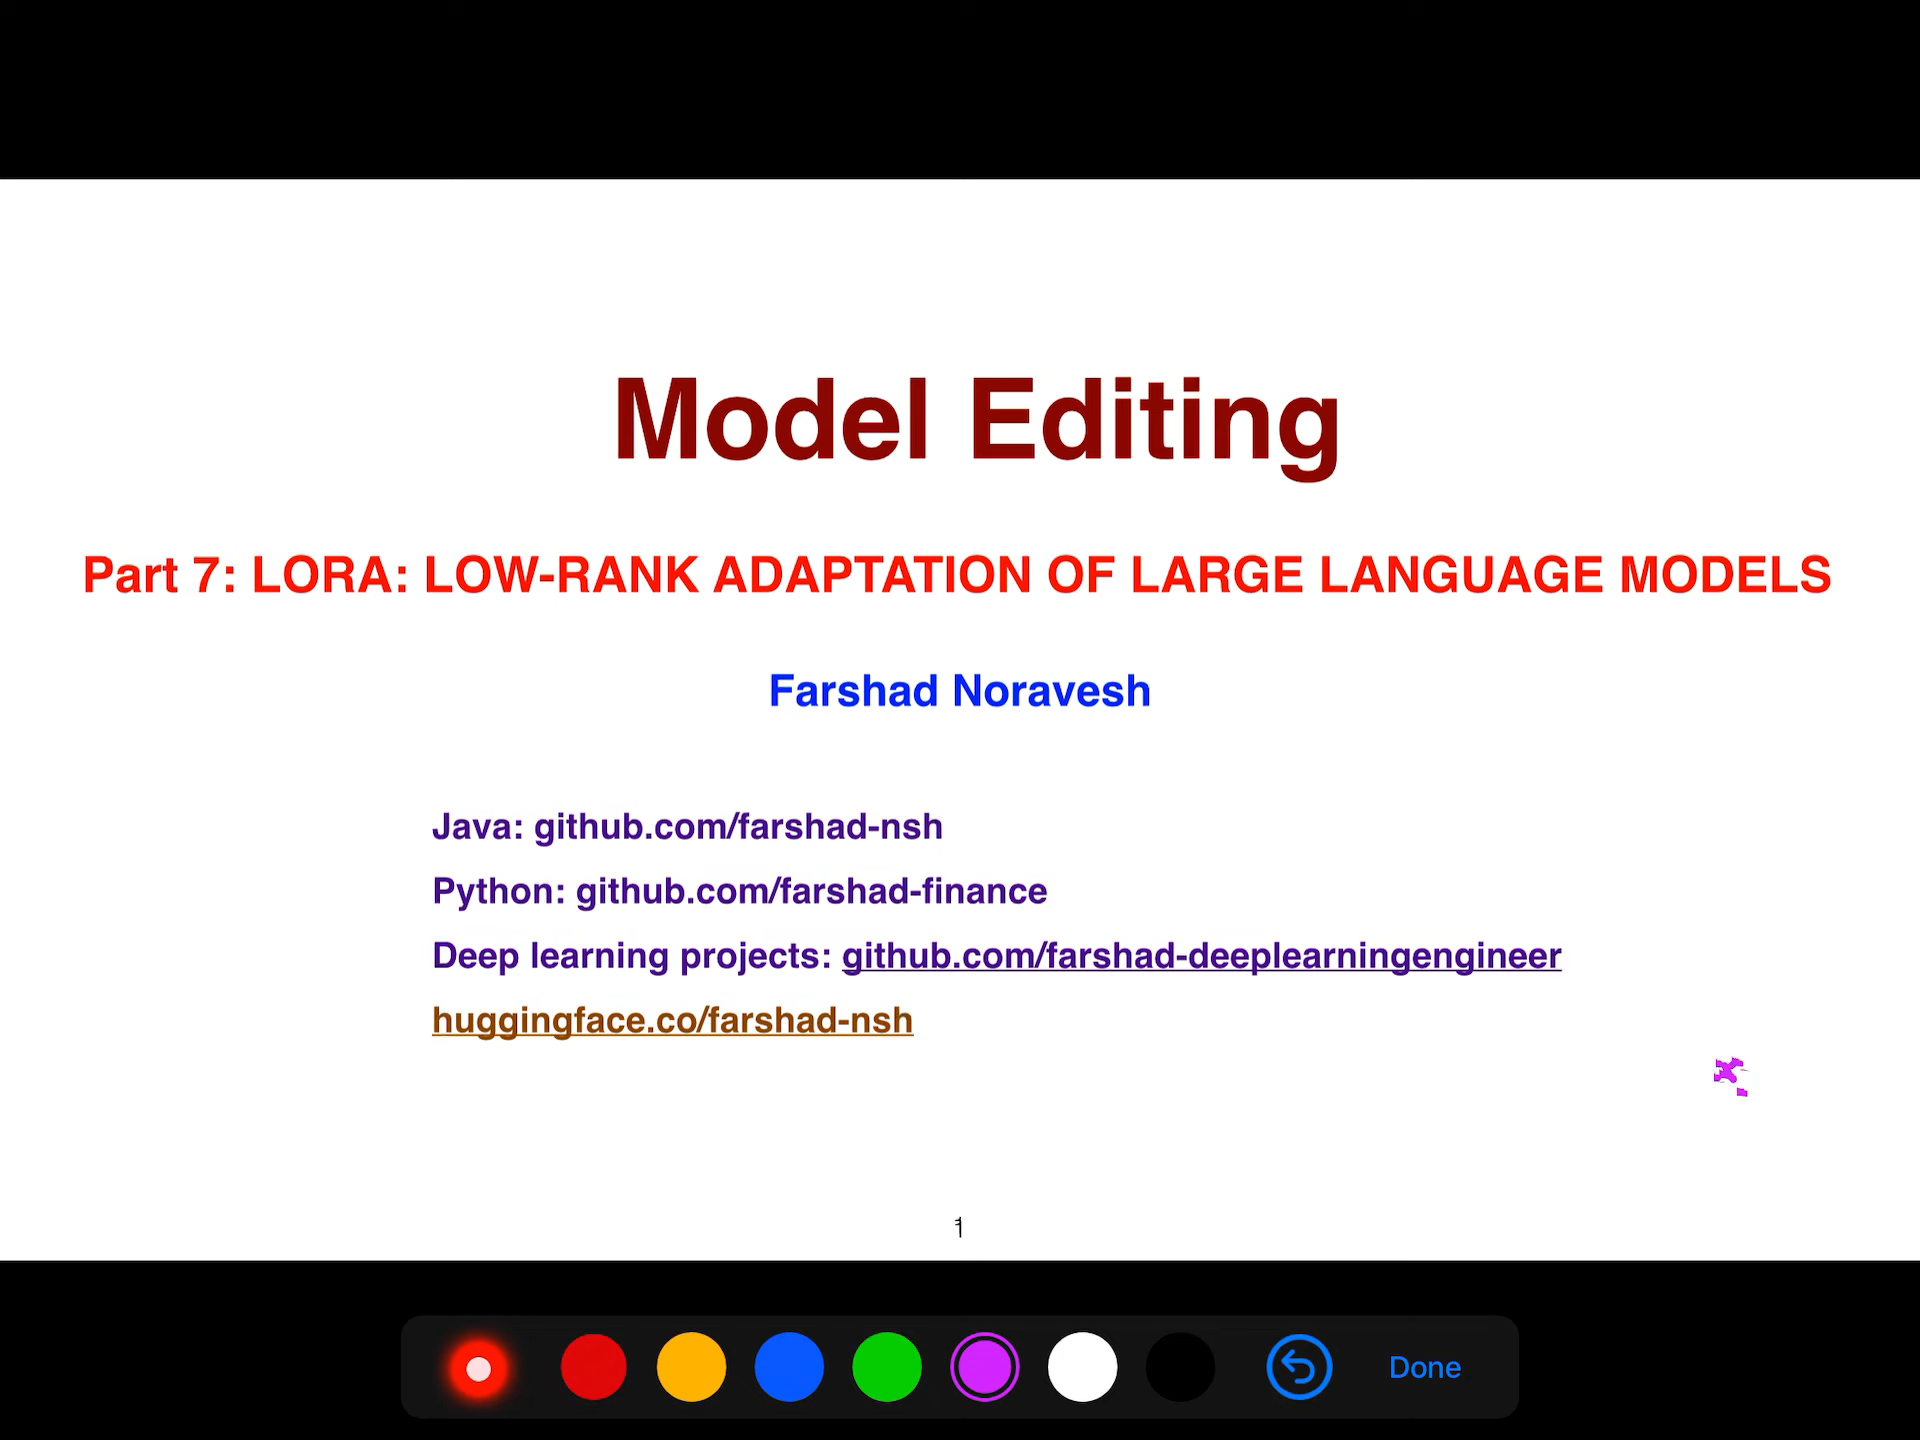 Model Editing
Part 7: LORA: LOW-RANK ADAPTATION OF LARGE LANGUAGE MODELS
Farshad Noravesh
Java: github.com/farshad-nsh
Python: github.com/farshad-finance
Deep learning projects: github.com/farshad-deeplearningengineer
huggingface.co/farshad-nsh
1
Done